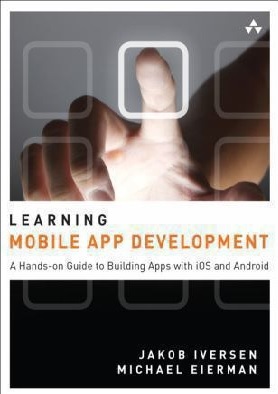 LEARNING
MOBILE APP DEVELOPMENT
A Hands-on Guide to Building Apps with iOS and Android
JAKOB IVERSEN
MICHAEL EIERMAN